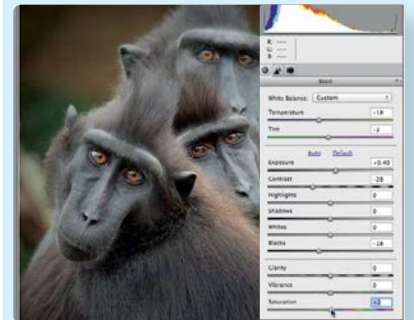 R: ---
G: ---
B: ---
Basic
White Balance: Custom
Temperature -18
Tint -3
Auto Default
Exposure +0.40
Contrast -28
Highlights 0
Shadows 0
Whites 0
Blacks -18
Clarity 0
Vibrance 0
Saturation